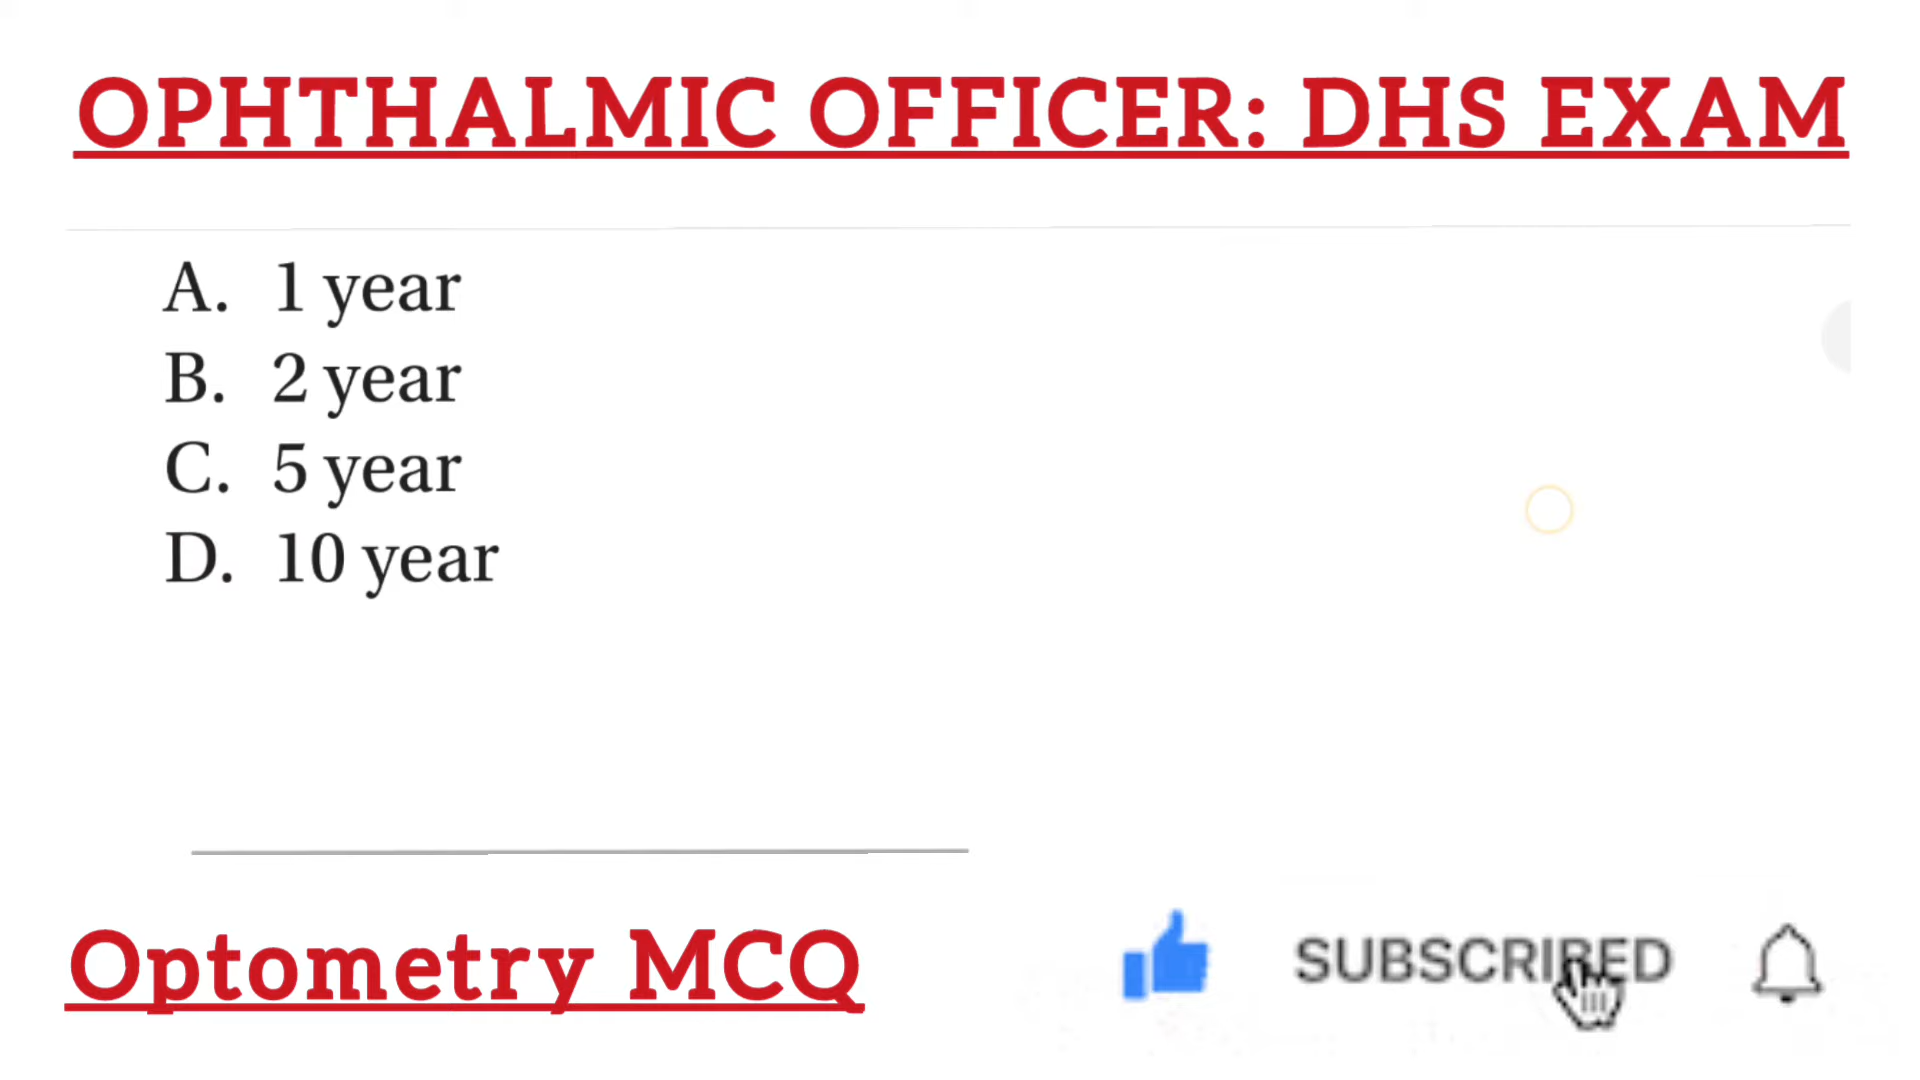 OPHTHALMIC OFFICER: DHS EXAM
A. 1 year
B. 2 year
C. 5 year
D. 10 year
Optometry MCQ
SUBSCRIBED